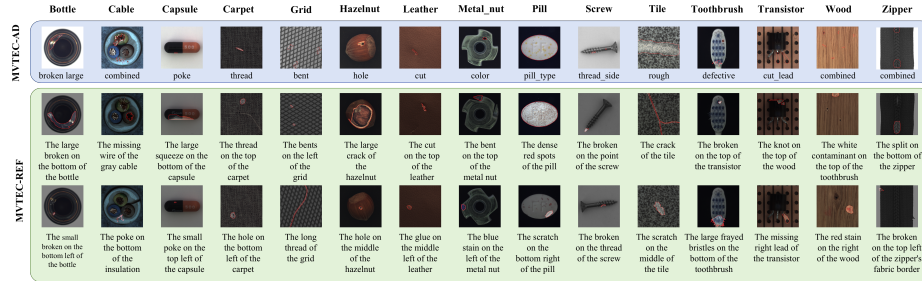 Bottle Cable Capsule Carpet Grid Hazelnut Leather Metal_nut Pill Screw Tile Toothbrush Transistor Wood Zipper
MVTEC-AD
broken large combined poke thread bent hole cut color pill_type thread_side rough defective cut_lead combined combined
MVTEC-REF
The large The missing The large The thread The bents The large The cut The bent The dense The broken The crack The broken The knot on The white The split on
broken on wire of the squeeze on on the top on the left crack of on the top on the top red spots on the point of the tile on the top of the top of contaminant the bottom of
the bottom of gray cable bottom of the of the of the the of the of the of the pill of the screw the the on the top of the zipper
the bottle capsule carpet grid hazelnut leather metal nut transistor wood the toothbrush
The small The poke on The small The hole on The long The hole on The glue on The blue The scratch The broken The scratch The large frayed The missing The red stain The broken
broken on the the bottom poke on the the bottom thread of the middle the middle stain on the on the on the thread on the bristles on the right lead of on the right on the top left
bottom left of of the top left of left of the the grid of the left of the left of the bottom right of the screw middle of bottom of the the transistor of the wood of the zipper's
the bottle insulation the capsule carpet hazelnut leather metal nut of the pill the tile toothbrush fabric border